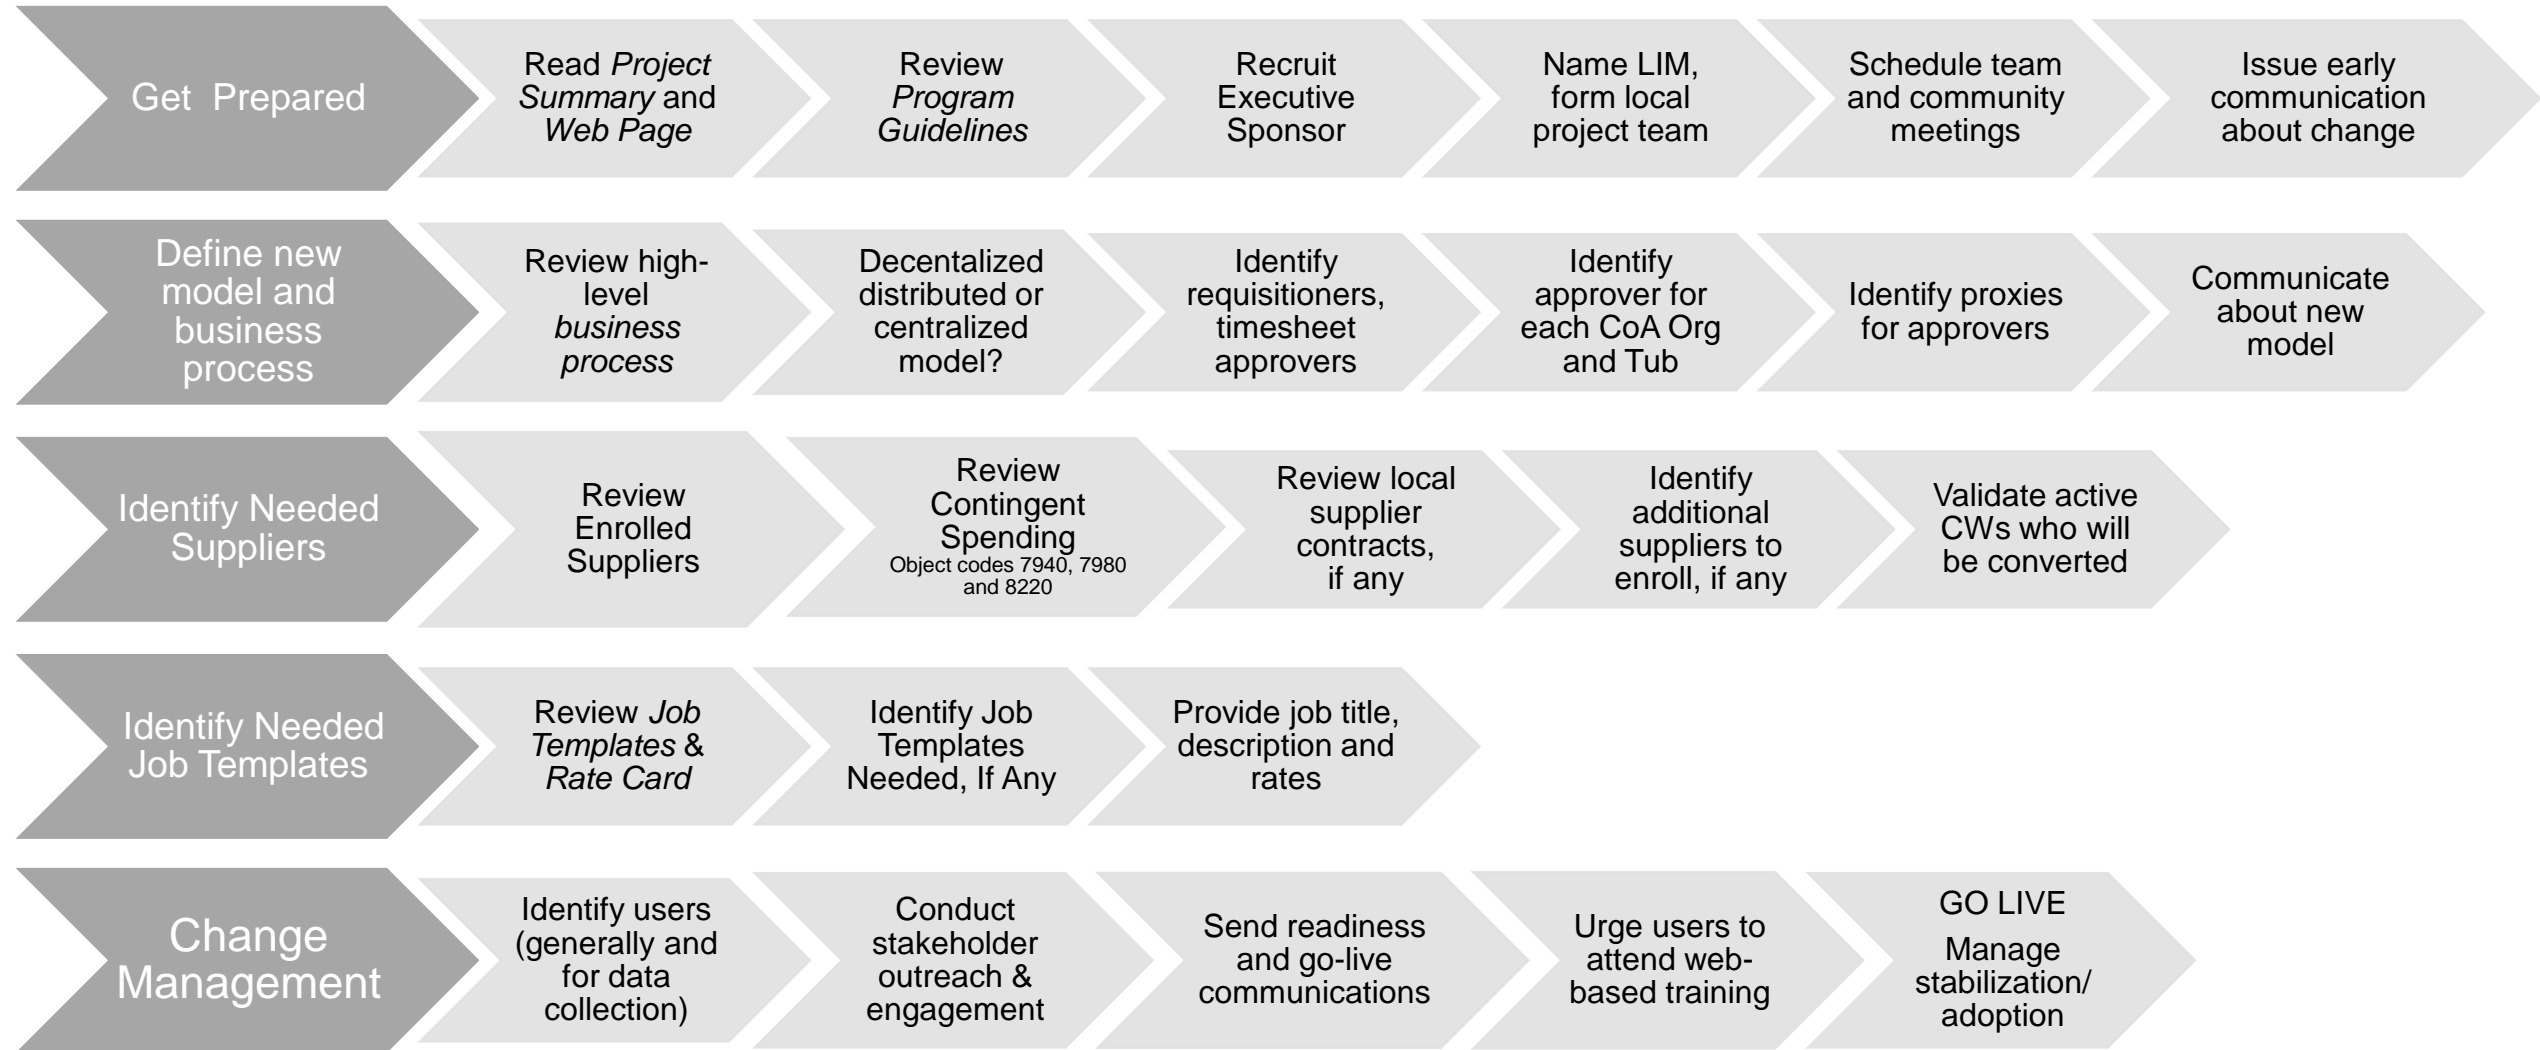 Get Prepared
Read Project
Summary and
Web Page
Review
Program
Guidelines
Recruit
Executive
Sponsor
Name LIM,
form local
project team
Schedule team
and community
meetings
Issue early
communication
about change
Define new
model and
business
process
Review high-
level
business
process
Decentalized
distributed or
centralized
model?
Identify
requisitioners,
timesheet
approvers
Identify
approver for
each CoA Org
and Tub
Identify proxies
for approvers
Communicate
about new
model
Identify Needed
Suppliers
Review
Enrolled
Suppliers
Review
Contingent
Spending
Object codes 7940, 7980
and 8220
Review local
supplier
contracts,
if any
Identify
additional
suppliers to
enroll, if any
Validate active
CWs who will
be converted
Identify Needed
Job Templates
Review Job
Templates &
Rate Card
Identify Job
Templates
Needed, If Any
Provide job title,
description and
rates
Change
Management
Identify users
(generally and
for data
collection)
Conduct
stakeholder
outreach &
engagement
Send readiness
and go-live
communications
Urge users to
attend web-
based training
GO LIVE
Manage
stabilization/
adoption